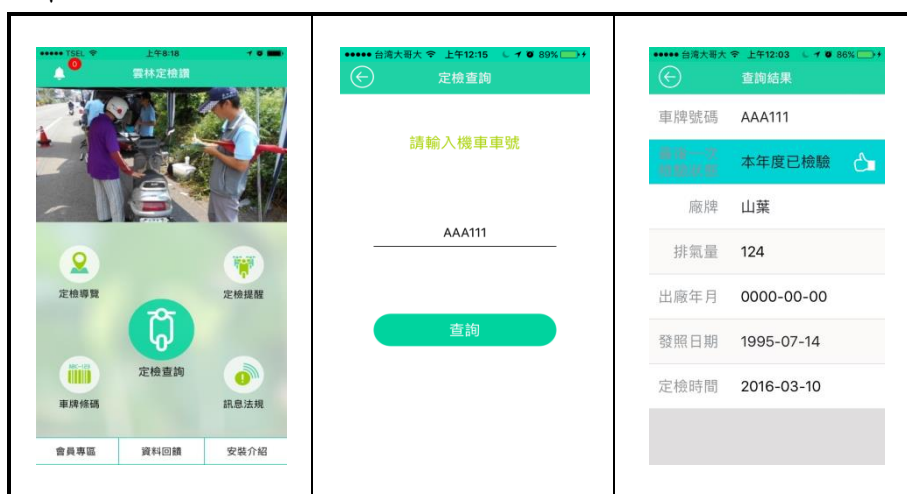 TSEL 上午8:18
0
雲林定檢讚
定檢導覽
定檢提醒
定檢查詢
ABC-123
車牌條碼
訊息法規
會員專區 資料回饋 安裝介紹
台湾大哥大 上午12:15 89%
定檢查詢
請輸入機車車號
AAA111
查詢
台湾大哥大 上午12:03 86%
查詢結果
車牌號碼 AAA111
本年度已檢驗
廠牌 山葉
排氣量 124
出廠年月 0000-00-00
發照日期 1995-07-14
定檢時間 2016-03-10